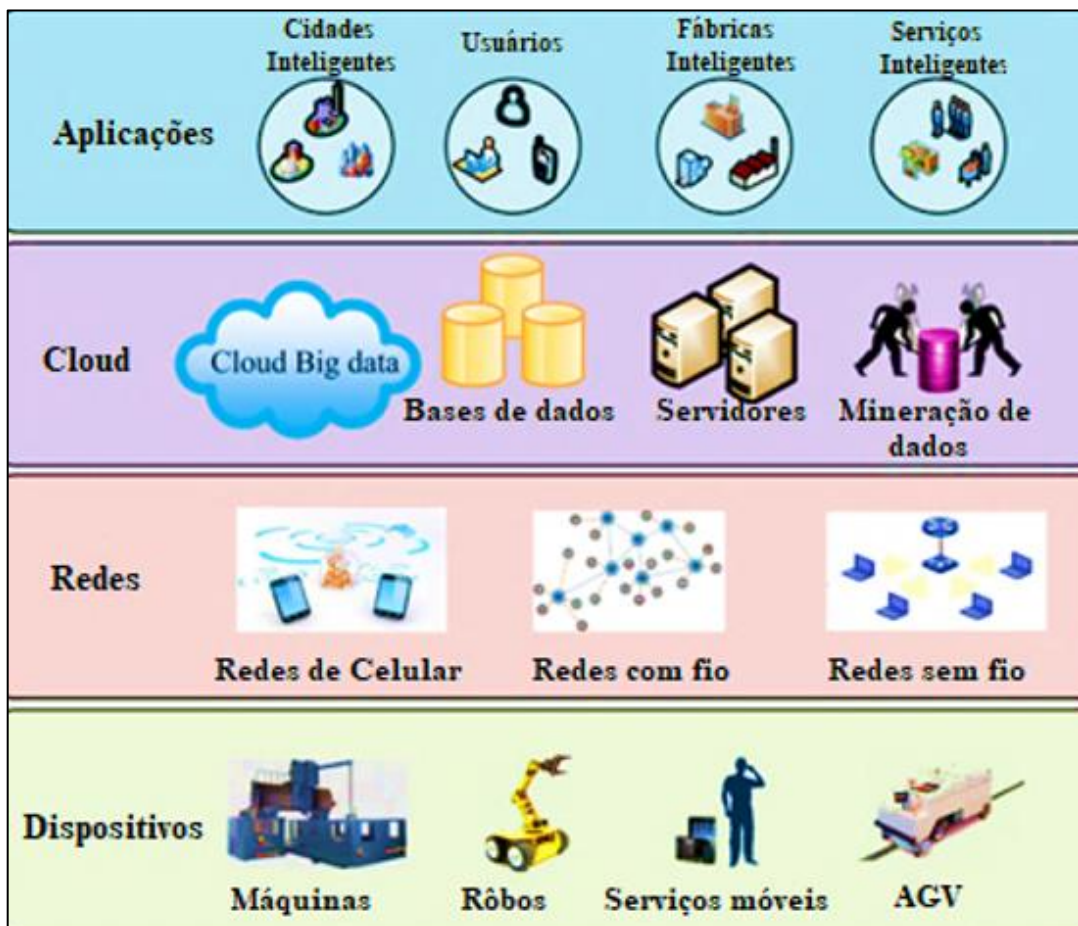 Cidades
Inteligentes
Usuários
Fábricas
Inteligentes
Serviços
Inteligentes
Aplicações
Cloud
Cloud Big data
Bases de dados
Servidores
Mineração de
dados
Redes
Redes de Celular
Redes com fio
Redes sem fio
Dispositivos
Máquinas
Rôbos
Serviços móveis
AGV